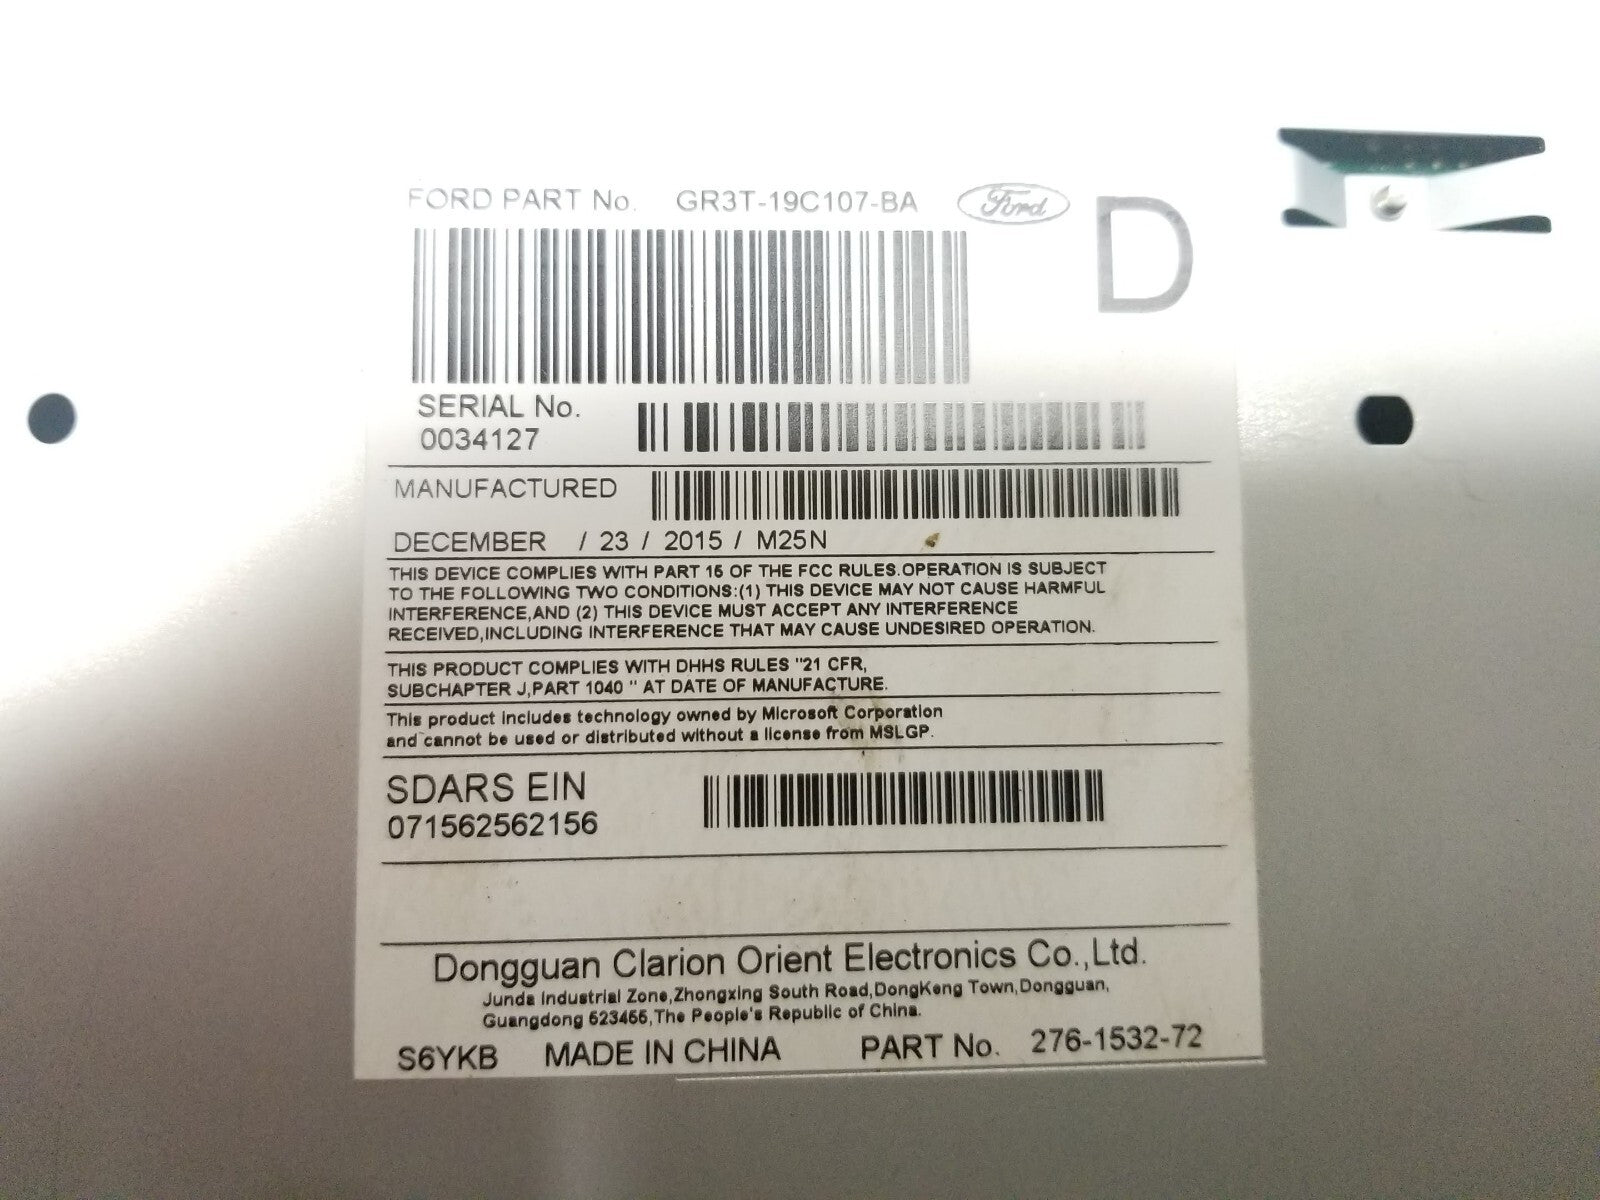 FORD PART No. GR3T-19C107-BA Ford D
SERIAL No.
0034127
MANUFACTURED
DECEMBER / 23 / 2015 / M25N
THIS DEVICE COMPLIES WITH PART 15 OF THE FCC RULES.OPERATION IS SUBJECT
TO THE FOLLOWING TWO CONDITIONS:(1) THIS DEVICE MAY NOT CAUSE HARMFUL
INTERFERENCE,AND (2) THIS DEVICE MUST ACCEPT ANY INTERFERENCE
RECEIVED,INCLUDING INTERFERENCE THAT MAY CAUSE UNDESIRED OPERATION.
THIS PRODUCT COMPLIES WITH DHHS RULES "21 CFR,
SUBCHAPTER J,PART 1040 " AT DATE OF MANUFACTURE.
This product includes technology owned by Microsoft Corporation
and cannot be used or distributed without a license from MSLGP.
SDARS EIN
071562562156
Dongguan Clarion Orient Electronics Co.,Ltd.
Junda Industrial Zone,Zhongxing South Road,DongKeng Town,Dongguan,
Guangdong 523455,The People's Republic of China.
S6YKB MADE IN CHINA PART No. 276-1532-72